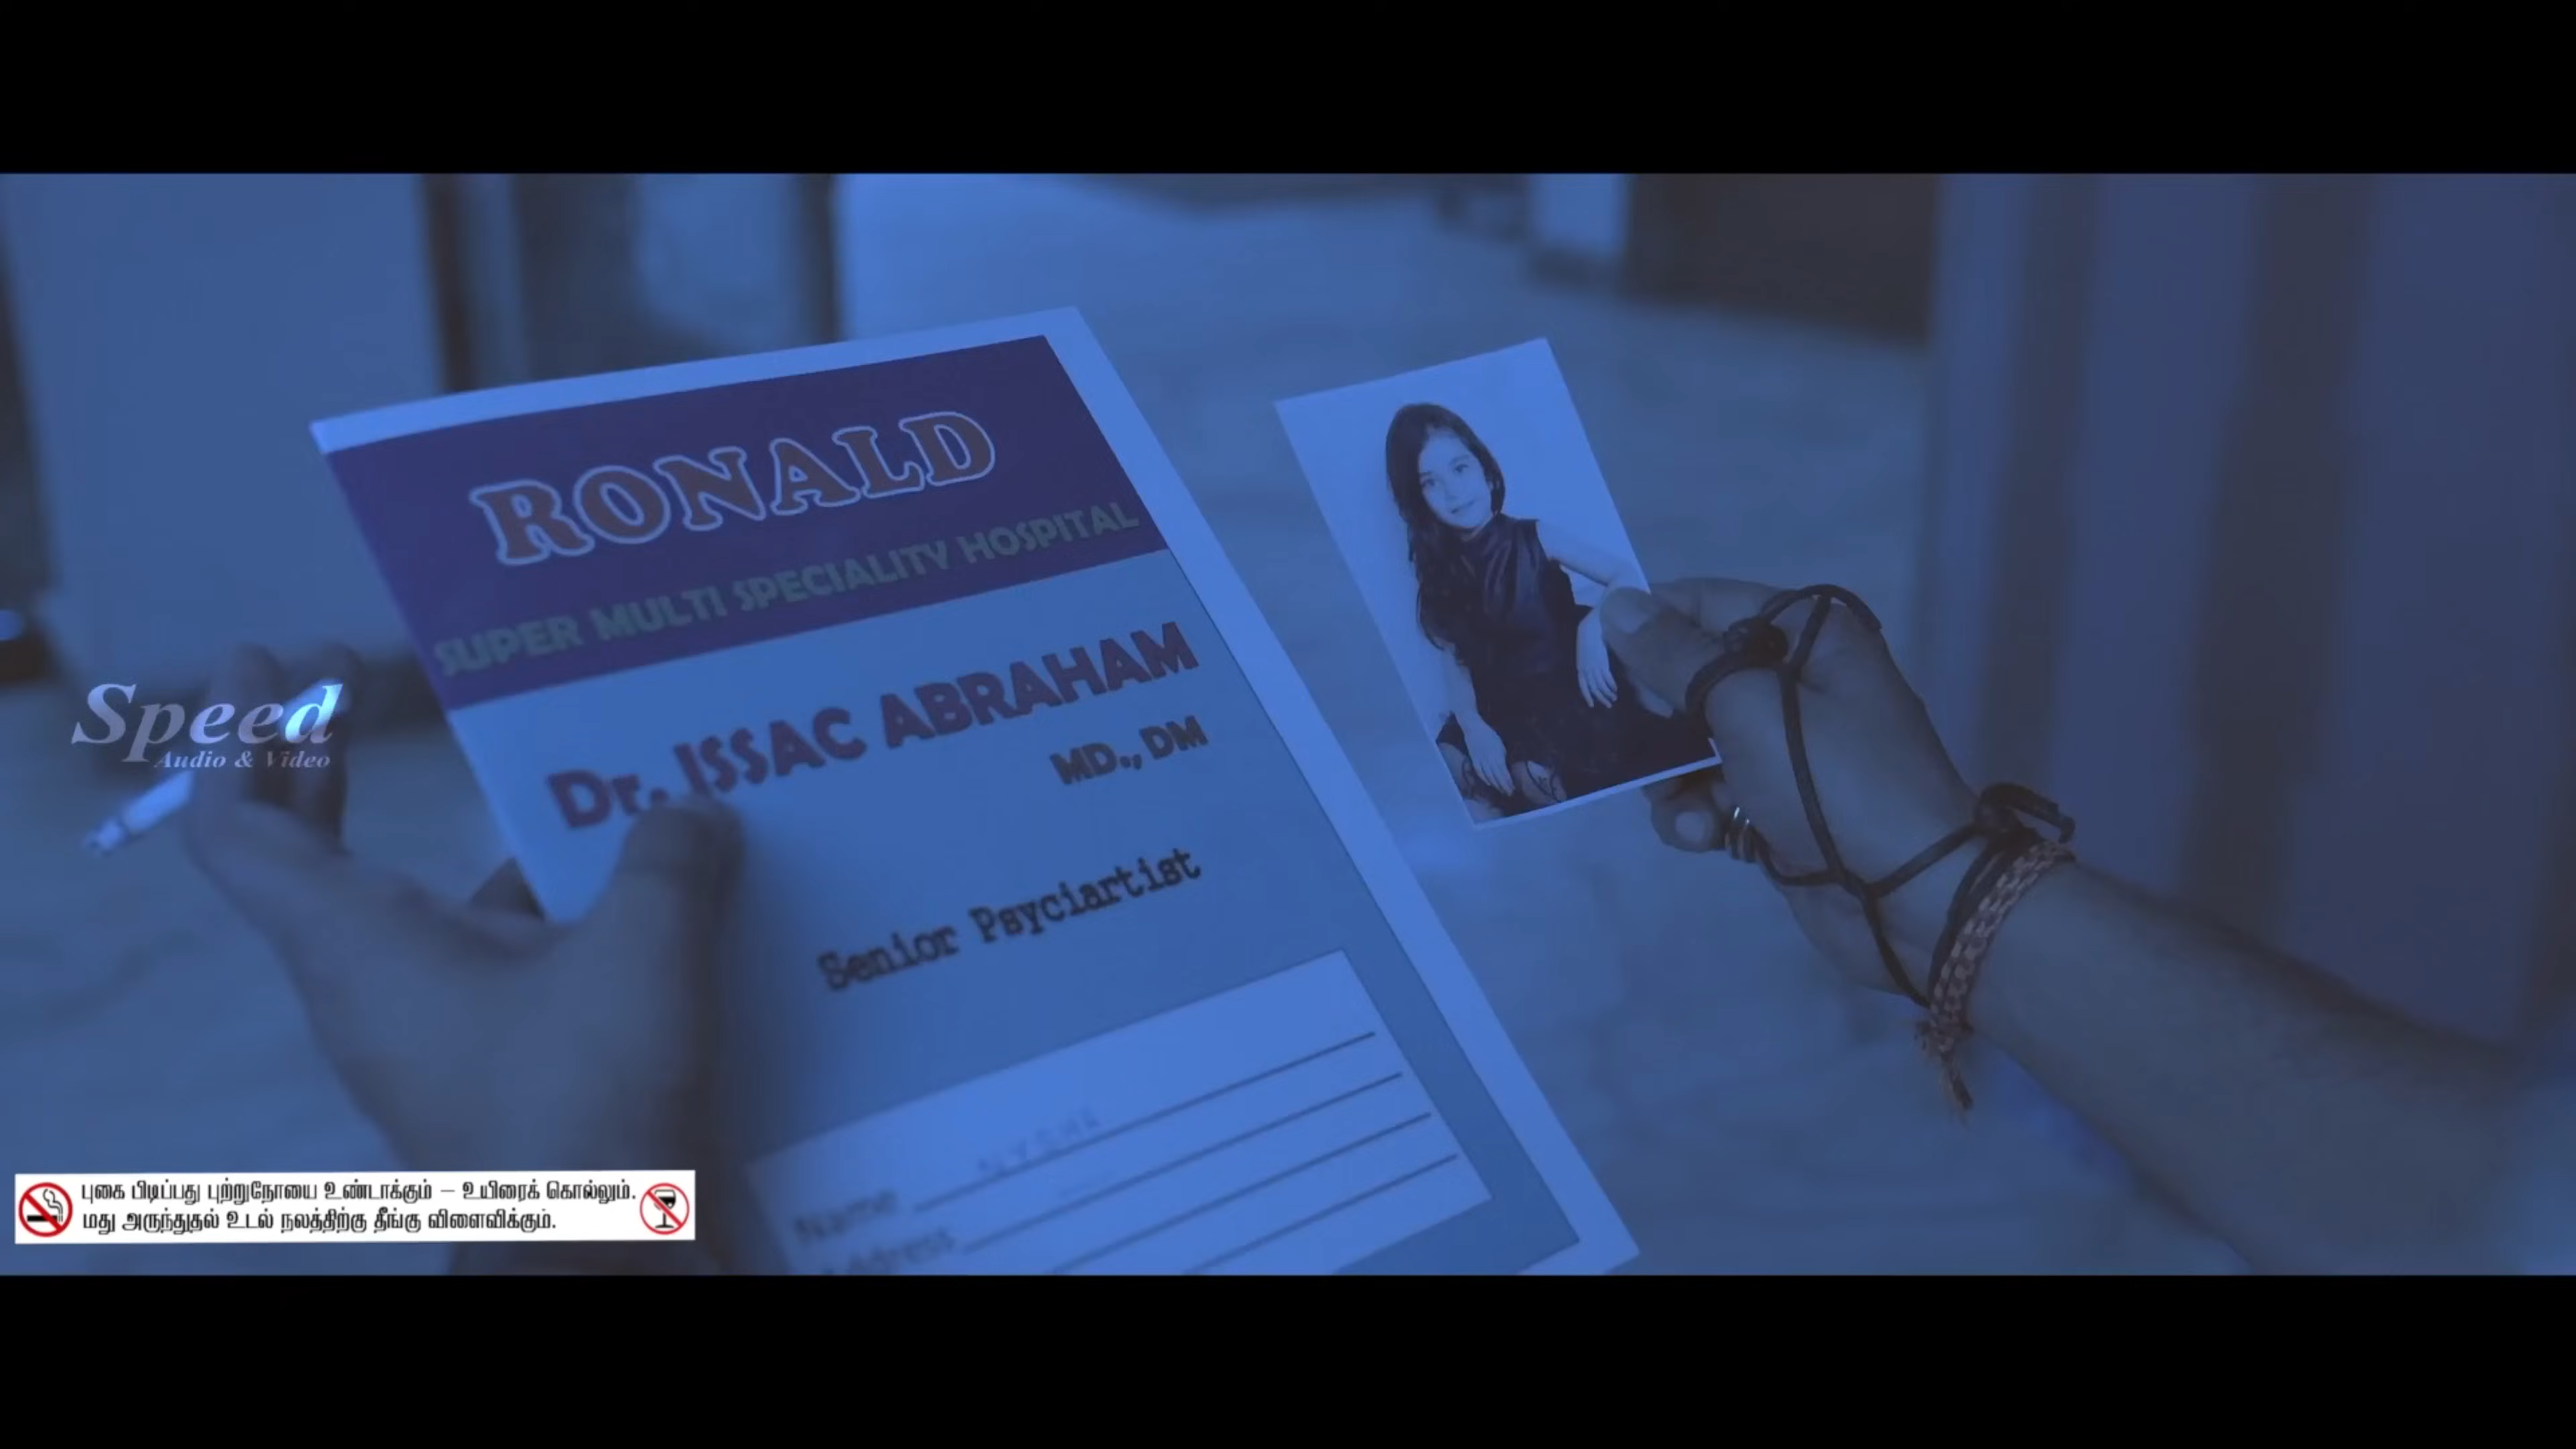 RONALD
SUPER MULTI SPECIALITY HOSPITAL
Dr. ISSAC ABRAHAM
MD., DM
Senior Psyciartist
Name
Address
Speed
Audio & Video
புகை பிடிப்பது புற்றுநோயை உண்டாக்கும் – உயிரைக் கொல்லும்.
மது அருந்துதல் உடல் நலத்திற்கு தீங்கு விளைவிக்கும்.